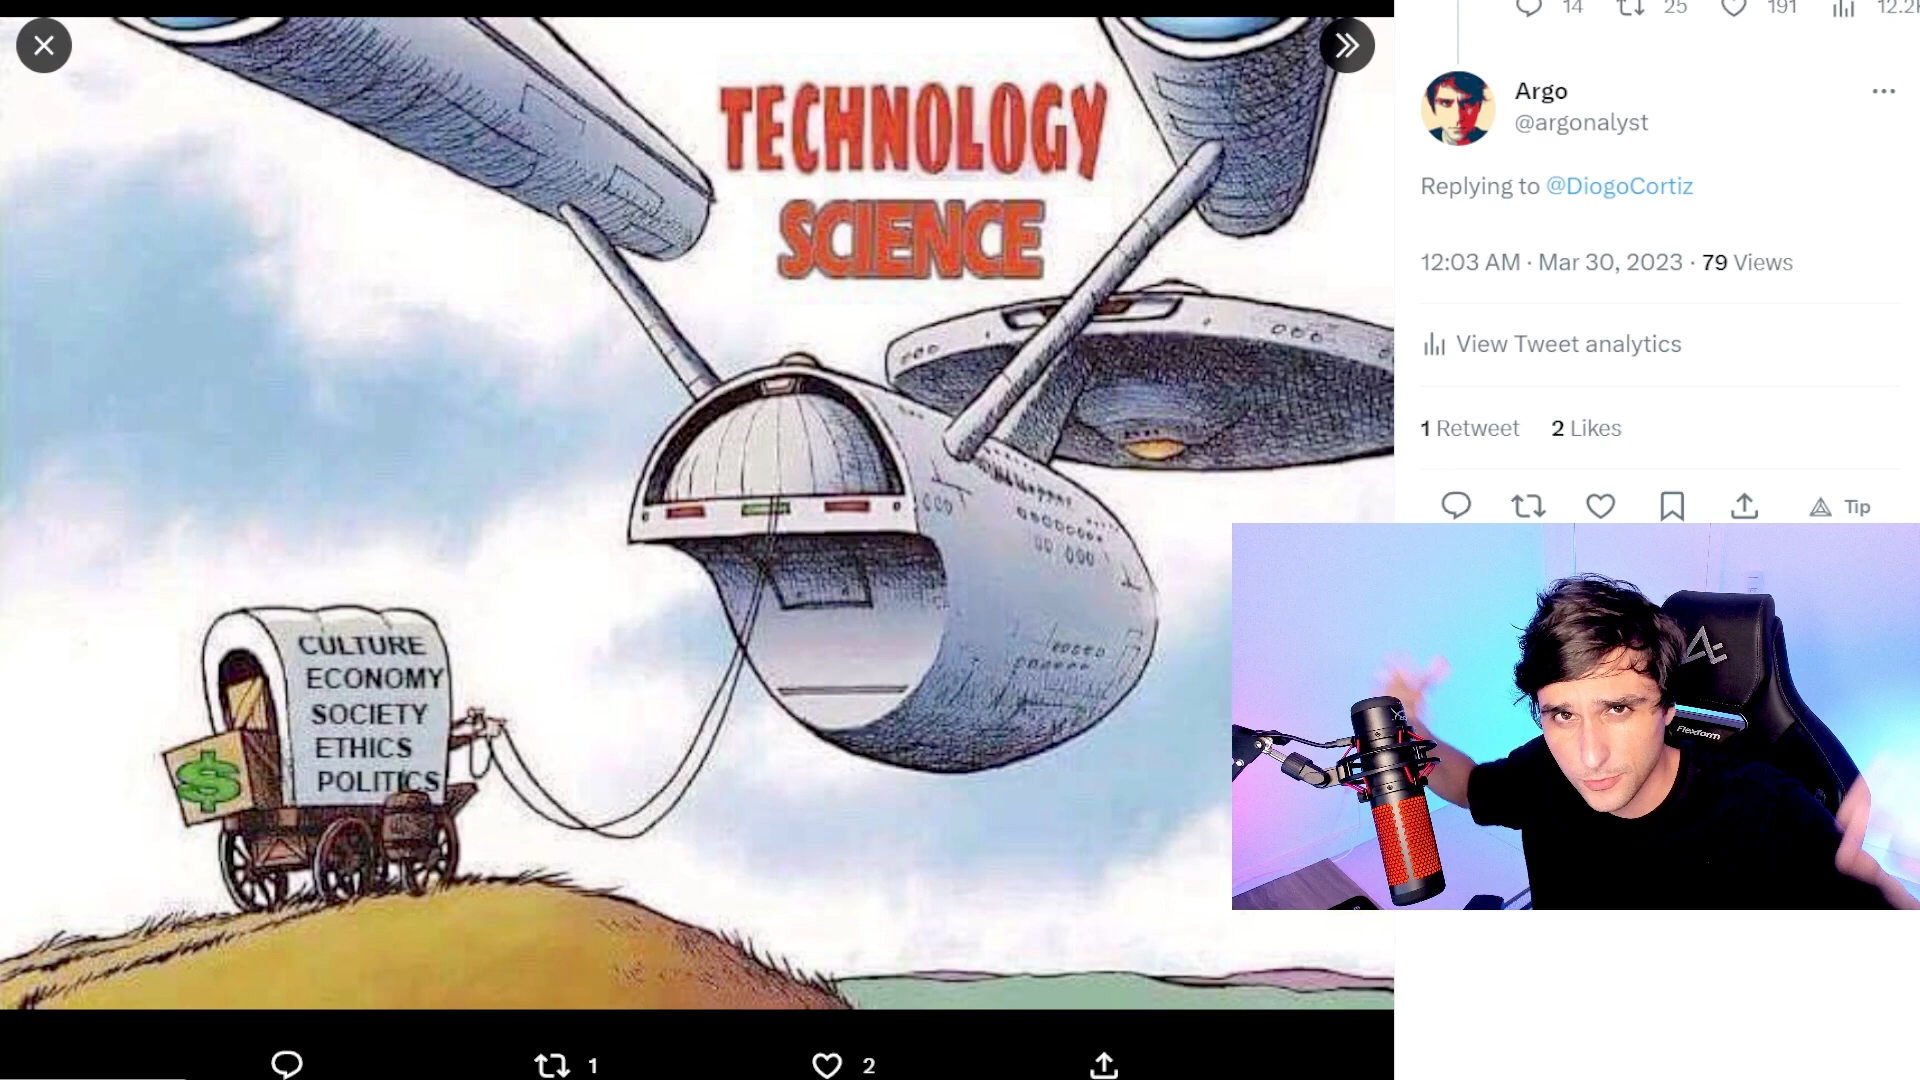 TECHNOLOGY
SCIENCE
CULTURE
ECONOMY
SOCIETY
ETHICS
POLITICS
$
1
2
14
25
191
Argo
@argonalyst
Replying to @DiogoCortiz
12:03 AM · Mar 30, 2023 · 79 Views
View Tweet analytics
1 Retweet 2 Likes
Tip
Flexform